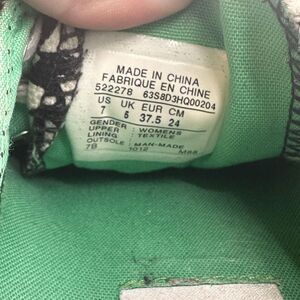 MADE IN CHINA
FABRIQUE EN CHINE
522278 63S8D3HQ00204
US UK EUR CM
7 5 37.5 24
GENDER : WOMENS
UPPER : TEXTILE
LINING
OUTSOLE : MAN-MADE
7B 1012